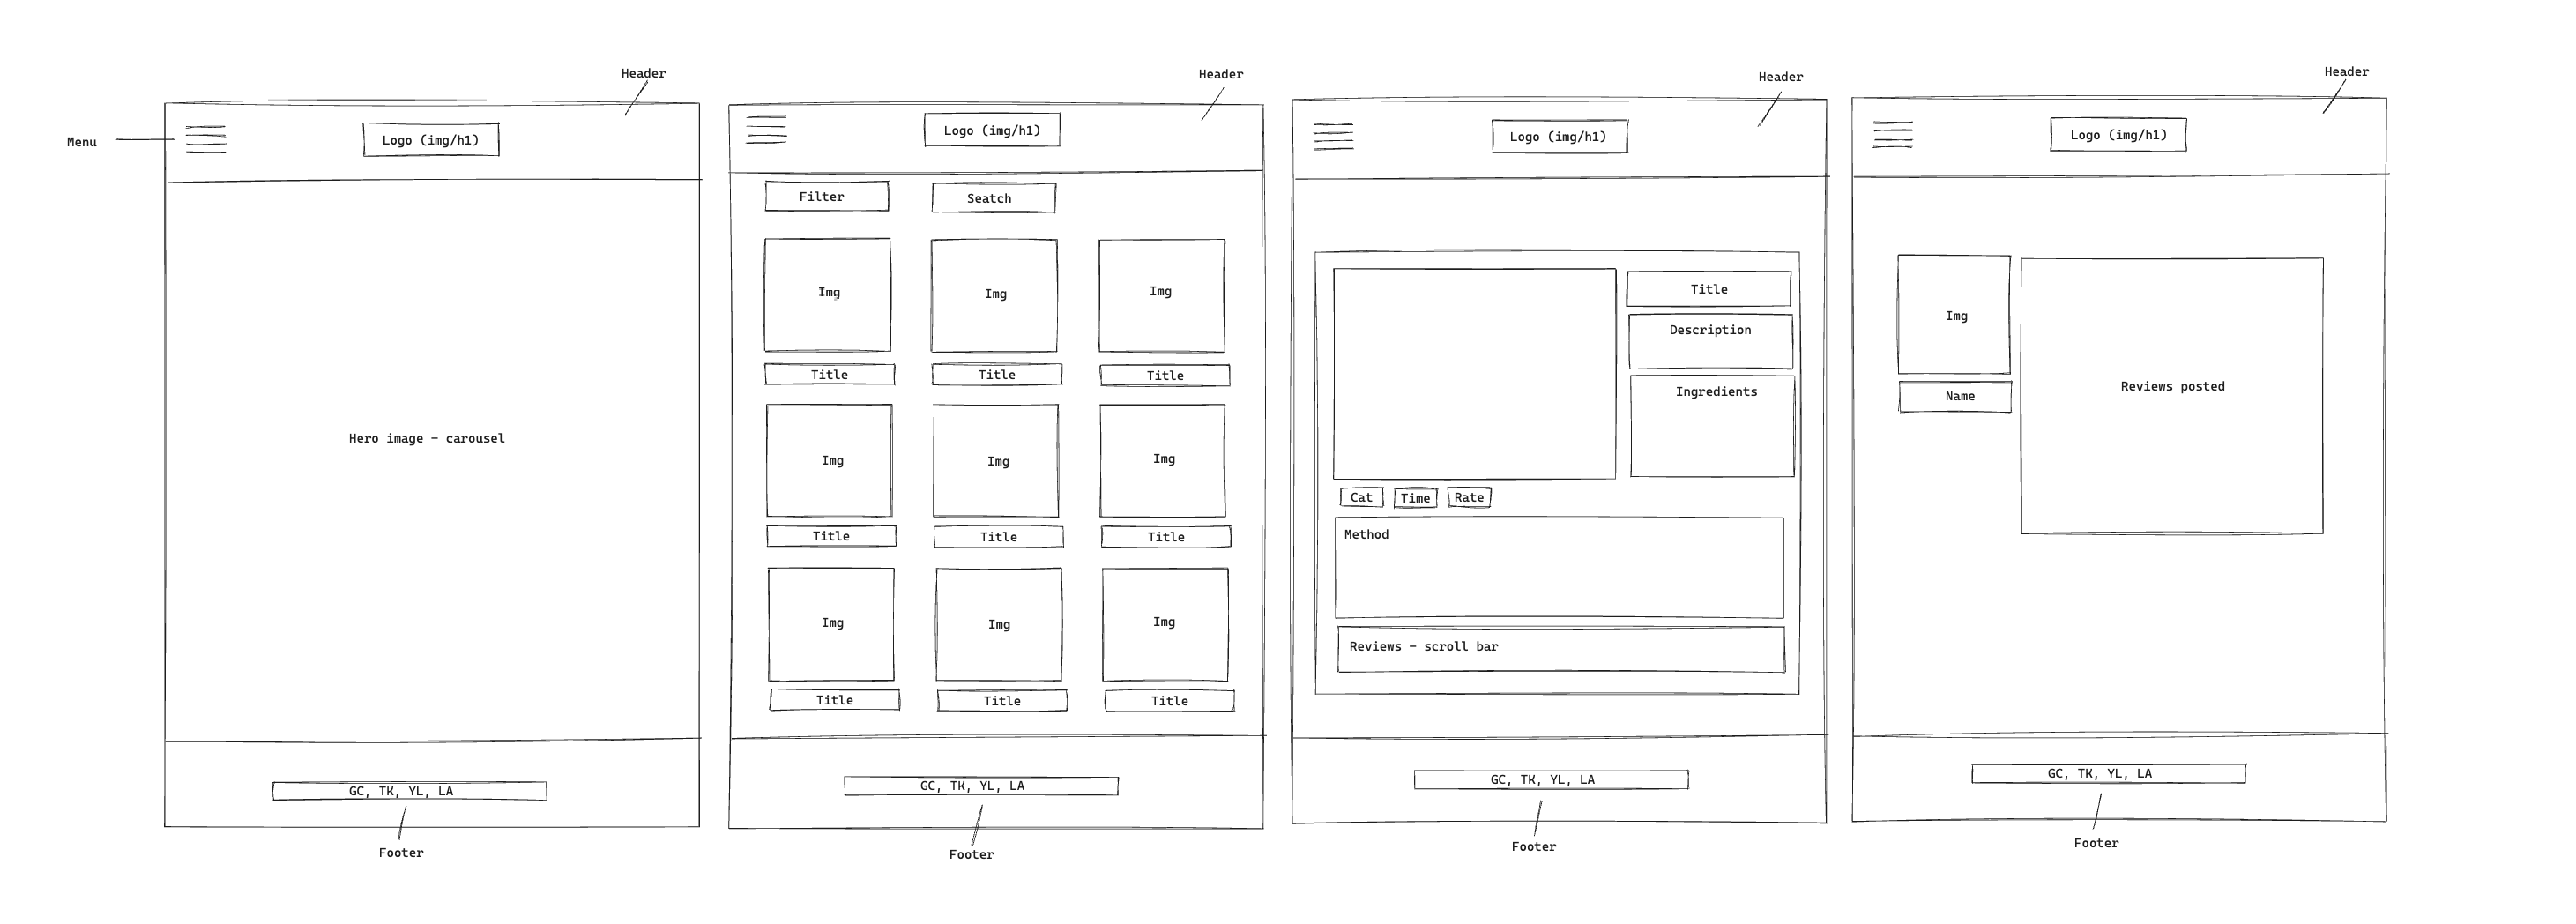 Header
Menu
Logo (img/h1)
Hero image - carousel
GC, TK, YL, LA
Footer
Header
Logo (img/h1)
Filter
Seatch
Img
Img
Img
Title
Title
Title
Img
Img
Img
Title
Title
Title
Img
Img
Img
Title
Title
Title
GC, TK, YL, LA
Footer
Header
Logo (img/h1)
Title
Description
Ingredients
Cat
Time
Rate
Method
Reviews - scroll bar
GC, TK, YL, LA
Footer
Header
Logo (img/h1)
Img
Name
Reviews posted
GC, TK, YL, LA
Footer